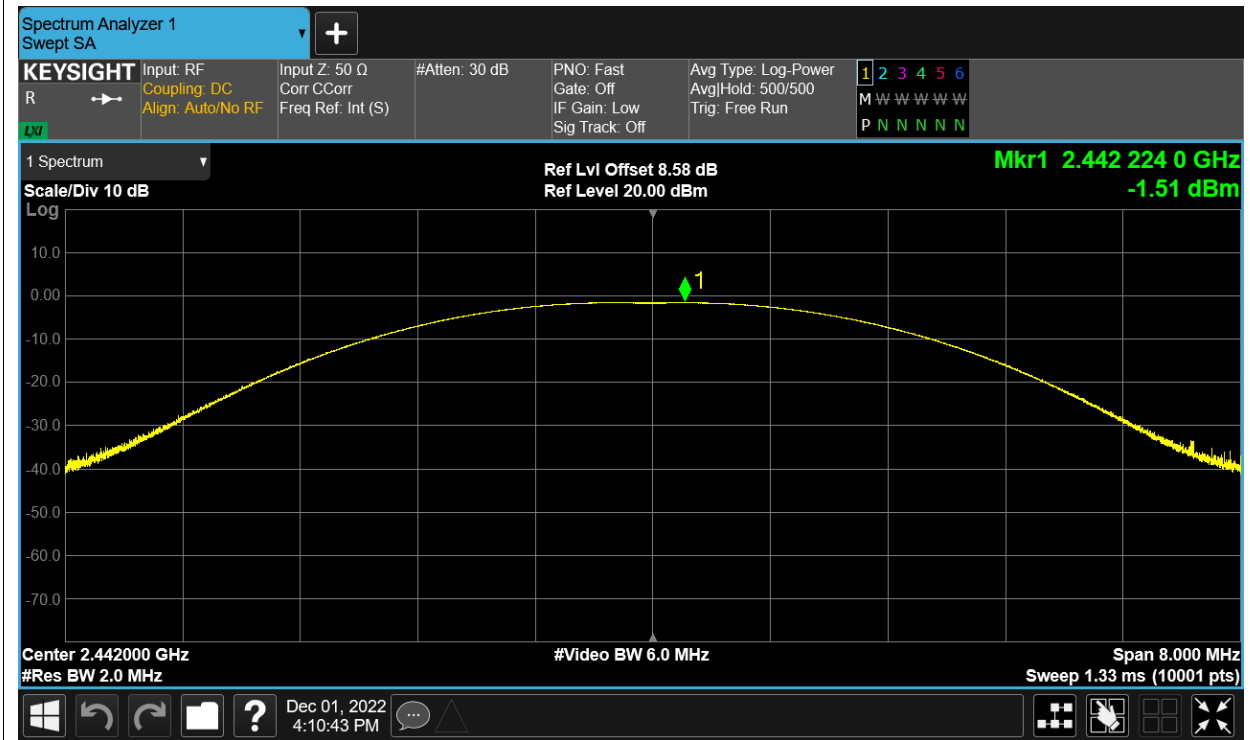 Spectrum Analyzer 1
Swept SA
KEYSIGHT
R
LXI
Input: RF
Coupling: DC
Align: Auto/No RF
Input Z: 50 Ω
Corr CCorr
Freq Ref: Int (S)
#Atten: 30 dB
PNO: Fast
Gate: Off
IF Gain: Low
Sig Track: Off
Avg Type: Log-Power
Avg|Hold: 500/500
Trig: Free Run
1 2 3 4 5 6
M W W W W W
P N N N N N
1 Spectrum
Scale/Div 10 dB
Log
Ref Lvl Offset 8.58 dB
Ref Level 20.00 dBm
Mkr1 2.442 224 0 GHz
-1.51 dBm
10.0
0.00
-10.0
-20.0
-30.0
-40.0
-50.0
-60.0
-70.0
1
Center 2.442000 GHz
#Res BW 2.0 MHz
#Video BW 6.0 MHz
Span 8.000 MHz
Sweep 1.33 ms (10001 pts)
?
Dec 01, 2022
4:10:43 PM